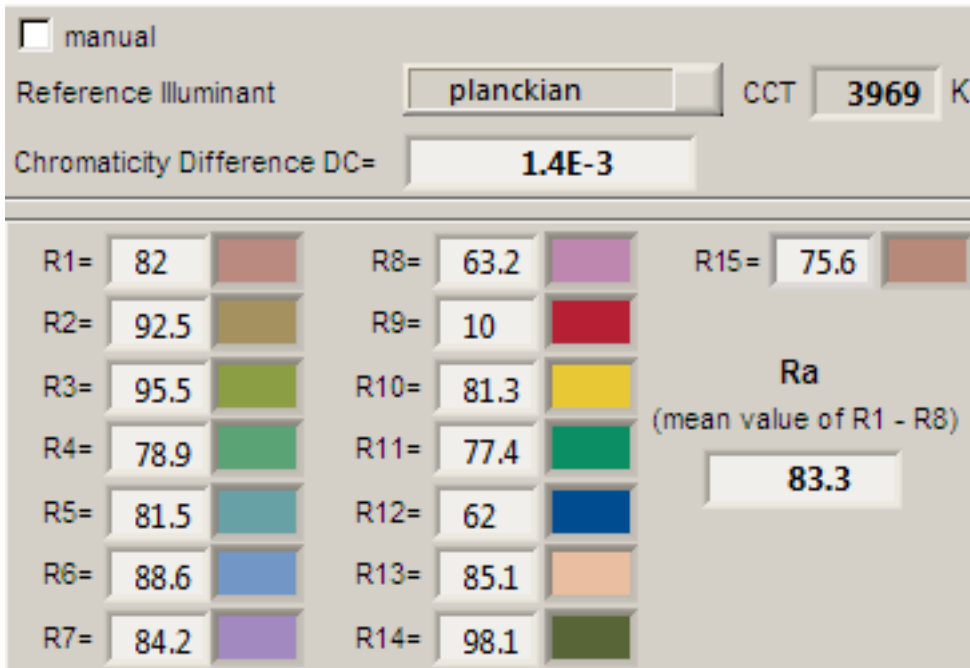 manual
Reference Illuminant planckian CCT 3969 K
Chromaticity Difference DC= 1.4E-3
R1= 82 R8= 63.2 R15= 75.6
R2= 92.5 R9= 10
R3= 95.5 R10= 81.3 Ra
(mean value of R1 - R8)
R4= 78.9 R11= 77.4
83.3
R5= 81.5 R12= 62
R6= 88.6 R13= 85.1
R7= 84.2 R14= 98.1